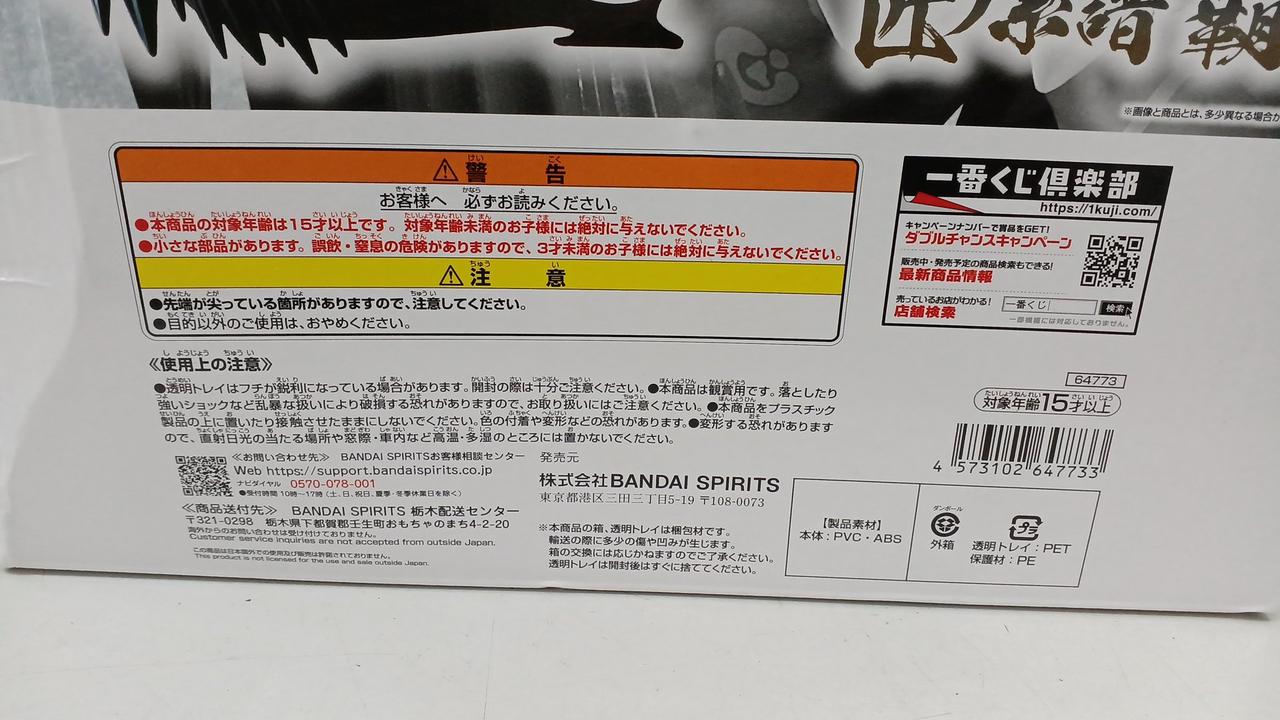 匠ノ系譜
※画像と商品とは、多少異なる場合が
⚠警告
お客様へ 必ずお読みください。
●本商品の対象年齢は15才以上です。対象年齢未満のお子様には絶対に与えないでください。
●小さな部品があります。誤飲・窒息の危険がありますので、3才未満のお子様には絶対に与えないでください。
⚠注意
●先端が尖っている箇所がありますので、注意してください。
●目的以外のご使用は、おやめください。
一番くじ倶楽部
https://1kuji.com/
キャンペーンナンバーで賞品をGET!
ダブルチャンスキャンペーン
販売中・発売予定の商品検索もできる!
最新商品情報
売っているお店がわかる!
店舗検索
一番くじ 検索
一部機種には対応しておりません。
《使用上の注意》
●透明トレイはフチが鋭利になっている場合があります。開封の際は十分ご注意ください。●本商品は観賞用です。落としたり
強いショックなど乱暴な扱いにより破損する恐れがありますので、お取り扱いにはご注意ください。●本商品をプラスチック
製品の上に置いたり接触させたままにしないでください。色の付着や変形などの恐れがあります。●変形する恐れがあります
ので、直射日光の当たる場所や窓際・車内など高温・多湿のところには置かないでください。
64773
対象年齢15才以上
4 573102 647733
≪お問い合わせ先≫ BANDAI SPIRITSお客様相談センター
Web https://support.bandaispirits.co.jp
ナビダイヤル 0570-078-001
●受付時間 10時~17時(土、日、祝日、夏季・冬季休業日を除く)
≪商品送付先≫ BANDAI SPIRITS 栃木配送センター
〒321-0298 栃木県下都賀郡壬生町おもちゃのまち4-2-20
海外からのお問い合わせは受け付けておりません。
Customer service inquiries are not accepted from outside Japan.
この商品は日本国外での使用及び販売は許諾されておりません。
This product is not licensed for the use and sale outside Japan.
発売元
株式会社BANDAI SPIRITS
東京都港区三田三丁目5-19 〒108-0073
※本商品の箱、透明トレイは梱包材です。
輸送の際に多少の傷や凹みが生じます。
箱の交換には応じかねますのでご了承ください。
透明トレイは開封後はすぐに捨ててください。
【製品素材】
本体:PVC・ABS
ダンボール
外箱
プラ
透明トレイ:PET
保護材:PE